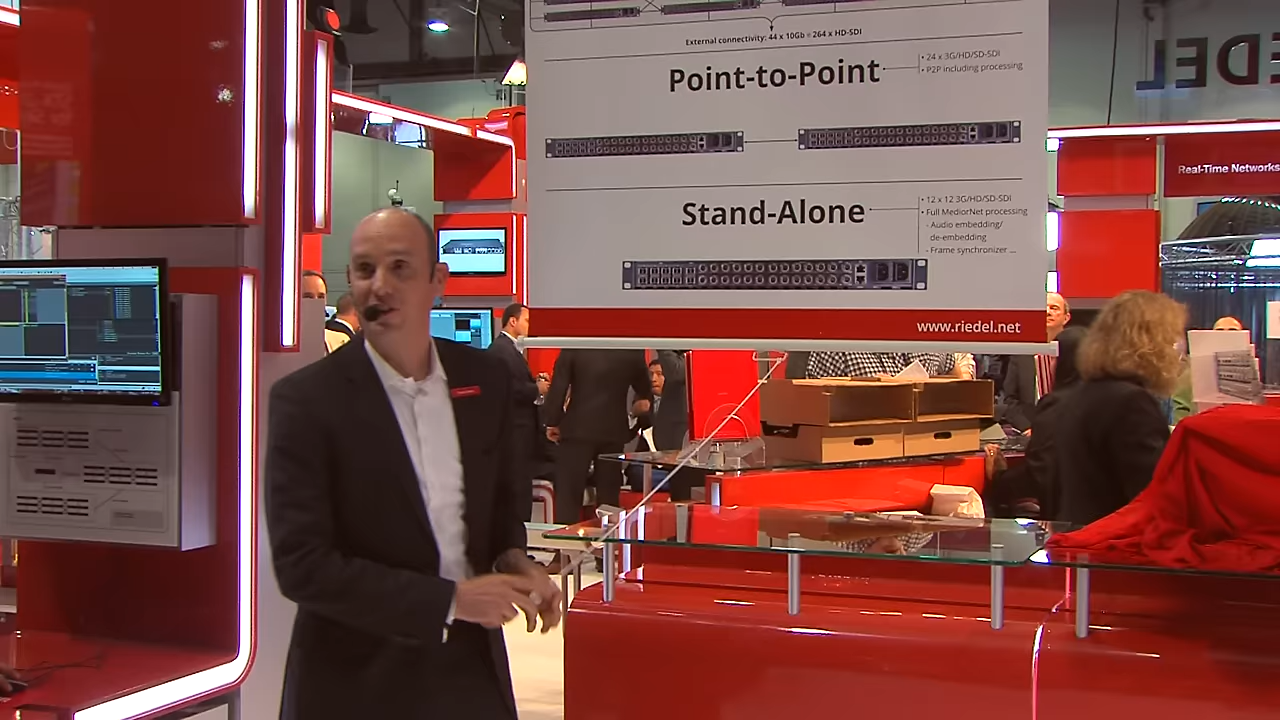 External connectivity: 44 x 10Gb = 264 x HD-SDI
Point-to-Point
• 24 x 3G/HD/SD-SDI
• P2P including processing
Stand-Alone
• 12 x 12 3G/HD/SD-SDI
• Full MediorNet processing
- Audio embedding/
de-embedding
- Frame synchronizer ...
www.riedel.net
RIEDEL
Real-Time Networks